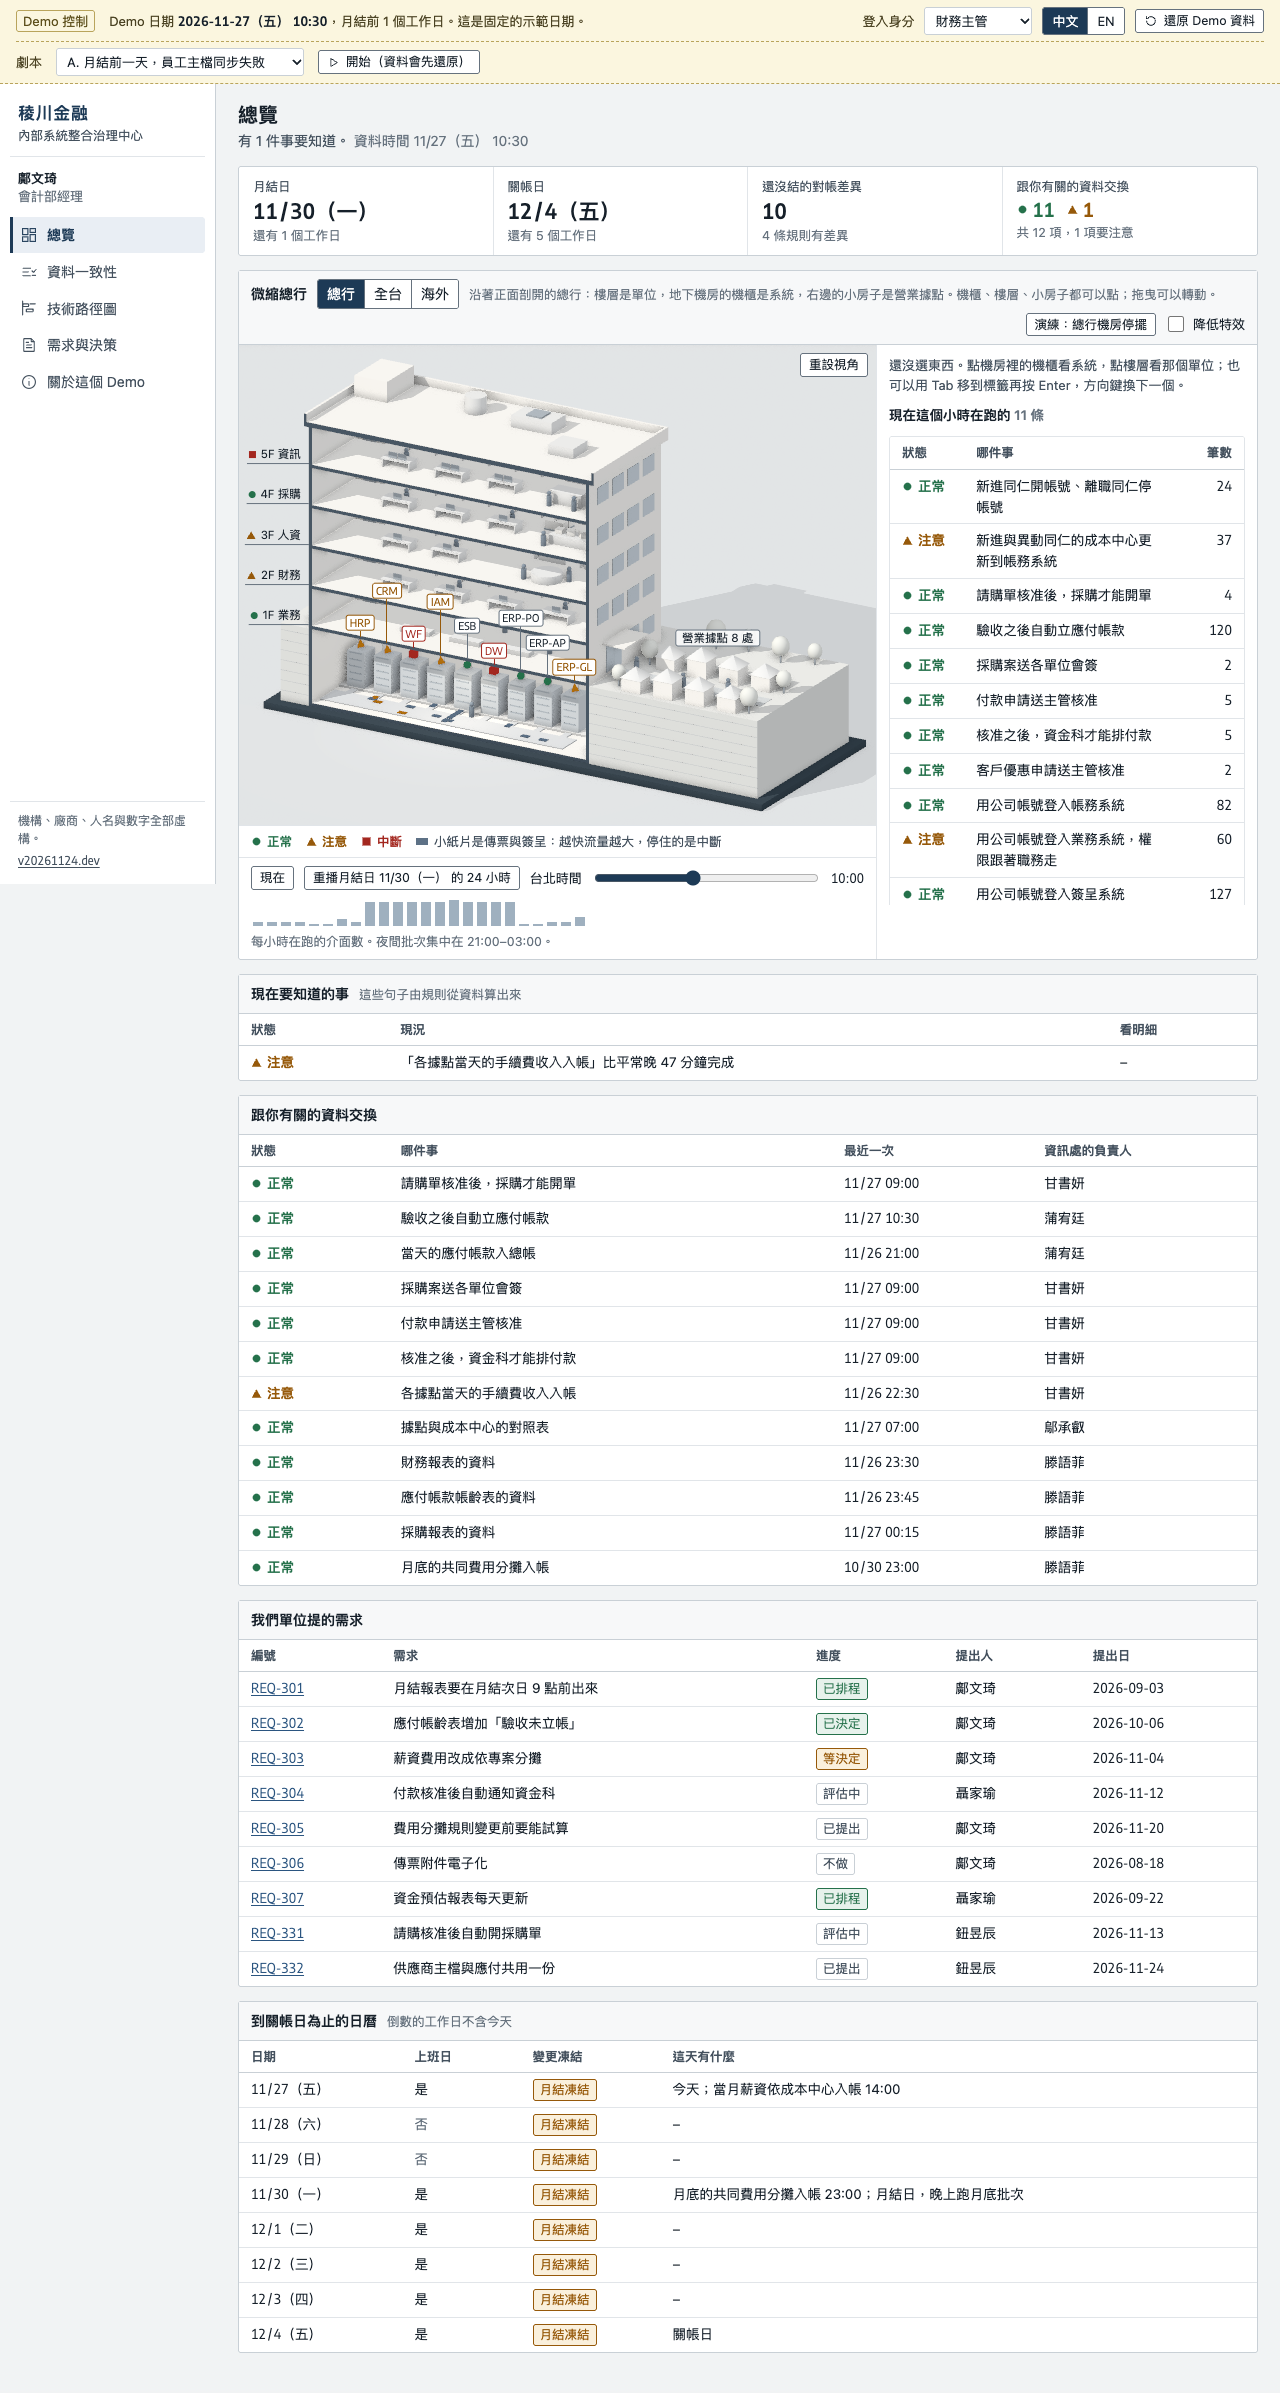 Demo 控制 Demo 日期 2026-11-27（五） 10:30，月結前 1 個工作日。這是固定的示範日期。 登入身分 財務主管 中文 EN 還原 Demo 資料
劇本 A. 月結前一天，員工主檔同步失敗 開始（資料會先還原）
稜川金融
內部系統整合治理中心
鄺文琦
會計部經理
總覽
資料一致性
技術路徑圖
需求與決策
關於這個 Demo
機構、廠商、人名與數字全部虛
構。
v20261124.dev
總覽
有 1 件事要知道。 資料時間 11/27（五） 10:30
月結日
11/30（一）
還有 1 個工作日
關帳日
12/4（五）
還有 5 個工作日
還沒結的對帳差異
10
4 條規則有差異
跟你有關的資料交換
11 1
共 12 項，1 項要注意
微縮總行 總行 全台 海外 沿著正面剖開的總行：樓層是單位，地下機房的機櫃是系統，右邊的小房子是營業據點。機櫃、樓層、小房子都可以點；拖曳可以轉動。
演練：總行機房停擺 降低特效
重設視角
5F 資訊
4F 採購
3F 人資
2F 財務
1F 業務
CRM
IAM
HRP
WF
ESB
ERP-PO
DW
ERP-AP
ERP-GL
營業據點 8 處
正常 注意 中斷 小紙片是傳票與簽呈：越快流量越大，停住的是中斷
現在 重播月結日 11/30（一） 的 24 小時 台北時間 10:00
每小時在跑的介面數。夜間批次集中在 21:00–03:00。
還沒選東西。點機房裡的機櫃看系統，點樓層看那個單位；也
可以用 Tab 移到標籤再按 Enter，方向鍵換下一個。
現在這個小時在跑的 11 條
狀態 哪件事 筆數
正常 新進同仁開帳號、離職同仁停 24
帳號
注意 新進與異動同仁的成本中心更 37
新到帳務系統
正常 請購單核准後，採購才能開單 4
正常 驗收之後自動立應付帳款 120
正常 採購案送各單位會簽 2
正常 付款申請送主管核准 5
正常 核准之後，資金科才能排付款 5
正常 客戶優惠申請送主管核准 2
正常 用公司帳號登入帳務系統 82
注意 用公司帳號登入業務系統，權 60
限跟著職務走
正常 用公司帳號登入簽呈系統 127
現在要知道的事 這些句子由規則從資料算出來
狀態 現況 看明細
注意 「各據點當天的手續費收入入帳」比平常晚 47 分鐘完成 –
跟你有關的資料交換
狀態 哪件事 最近一次 資訊處的負責人
正常 請購單核准後，採購才能開單 11/27 09:00 甘書妍
正常 驗收之後自動立應付帳款 11/27 10:30 蒲宥廷
正常 當天的應付帳款入總帳 11/26 21:00 蒲宥廷
正常 採購案送各單位會簽 11/27 09:00 甘書妍
正常 付款申請送主管核准 11/27 09:00 甘書妍
正常 核准之後，資金科才能排付款 11/27 09:00 甘書妍
注意 各據點當天的手續費收入入帳 11/26 22:30 甘書妍
正常 據點與成本中心的對照表 11/27 07:00 鄔承叡
正常 財務報表的資料 11/26 23:30 滕語菲
正常 應付帳款帳齡表的資料 11/26 23:45 滕語菲
正常 採購報表的資料 11/27 00:15 滕語菲
正常 月底的共同費用分攤入帳 10/30 23:00 滕語菲
我們單位提的需求
編號 需求 進度 提出人 提出日
REQ-301 月結報表要在月結次日 9 點前出來 已排程 鄺文琦 2026-09-03
REQ-302 應付帳齡表增加「驗收未立帳」 已決定 鄺文琦 2026-10-06
REQ-303 薪資費用改成依專案分攤 等決定 鄺文琦 2026-11-04
REQ-304 付款核准後自動通知資金科 評估中 聶家瑜 2026-11-12
REQ-305 費用分攤規則變更前要能試算 已提出 鄺文琦 2026-11-20
REQ-306 傳票附件電子化 不做 鄺文琦 2026-08-18
REQ-307 資金預估報表每天更新 已排程 聶家瑜 2026-09-22
REQ-331 請購核准後自動開採購單 評估中 鈕昱辰 2026-11-13
REQ-332 供應商主檔與應付共用一份 已提出 鈕昱辰 2026-11-24
到關帳日為止的日曆 倒數的工作日不含今天
日期 上班日 變更凍結 這天有什麼
11/27（五） 是 月結凍結 今天；當月薪資依成本中心入帳 14:00
11/28（六） 否 月結凍結 –
11/29（日） 否 月結凍結 –
11/30（一） 是 月結凍結 月底的共同費用分攤入帳 23:00；月結日，晚上跑月底批次
12/1（二） 是 月結凍結 –
12/2（三） 是 月結凍結 –
12/3（四） 是 月結凍結 –
12/4（五） 是 月結凍結 關帳日